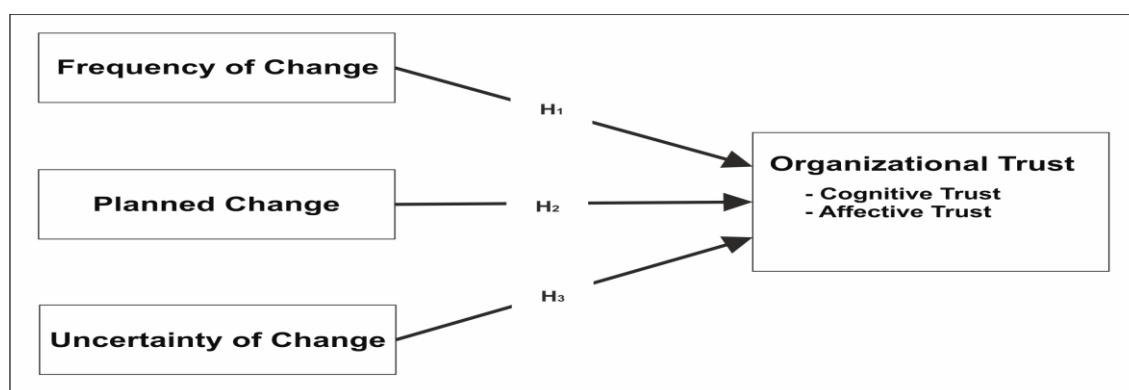 Frequency of Change
H₁
Organizational Trust
- Cognitive Trust
- Affective Trust
Planned Change
H₂
Uncertainty of Change
H₃